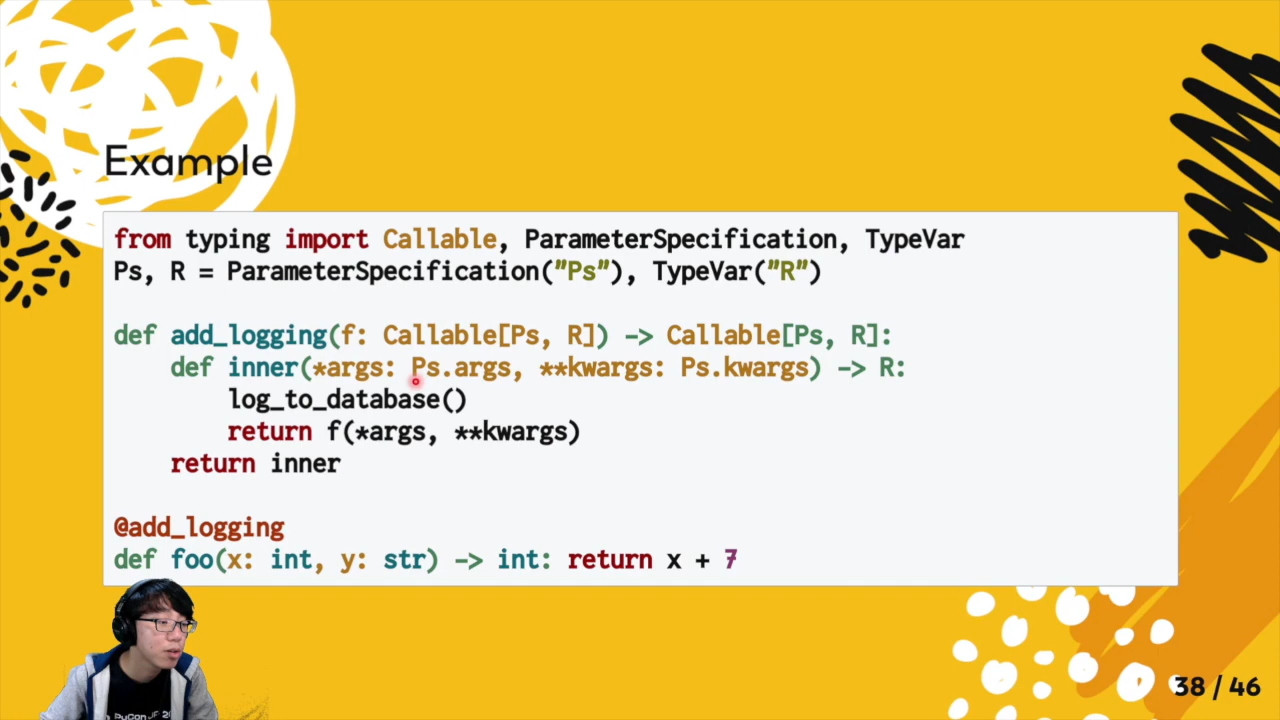 Example
from typing import Callable, ParameterSpecification, TypeVar
Ps, R = ParameterSpecification("Ps"), TypeVar("R")
def add_logging(f: Callable[Ps, R]) -> Callable[Ps, R]:
    def inner(*args: Ps.args, **kwargs: Ps.kwargs) -> R:
        log_to_database()
        return f(*args, **kwargs)
    return inner
@add_logging
def foo(x: int, y: str) -> int: return x + 7
PyCon
38 / 46